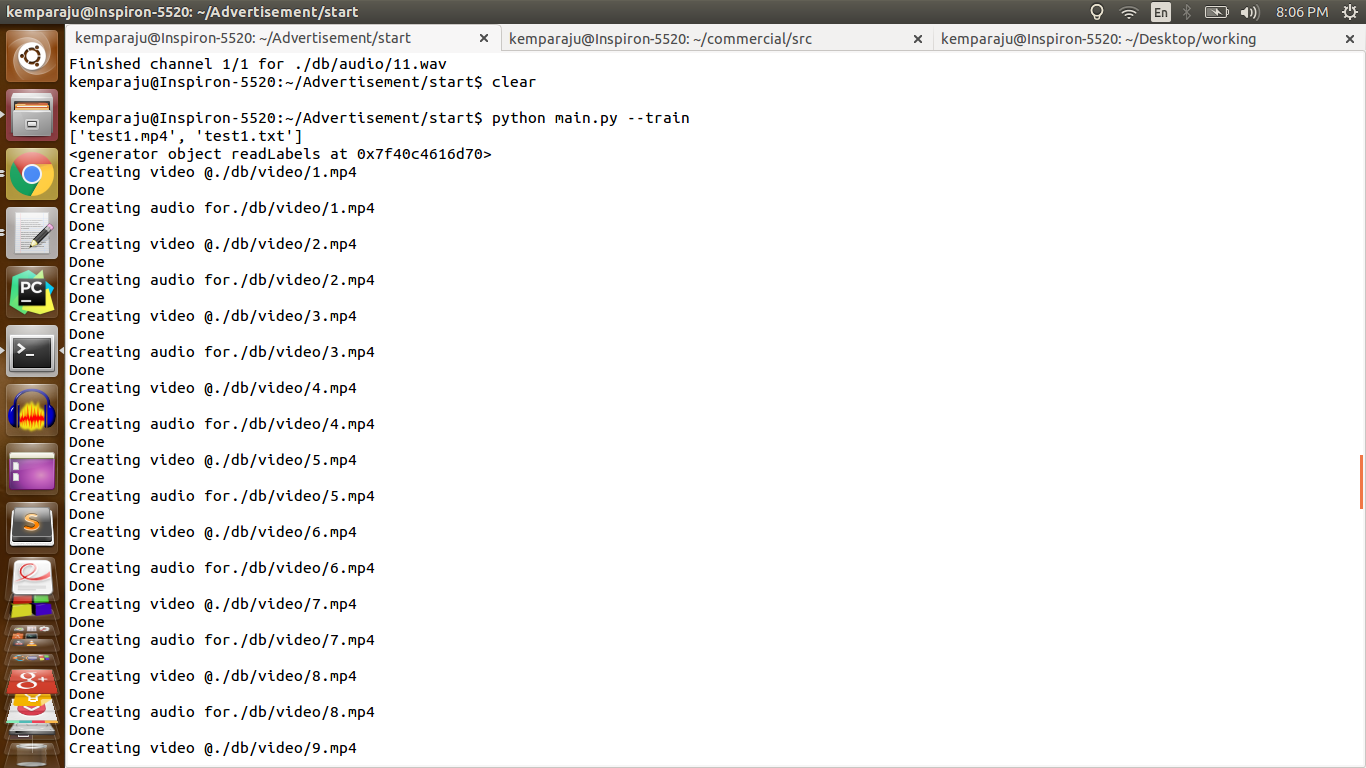 kemparaju@Inspiron-5520: ~/Advertisement/start
En
8:06 PM
kemparaju@Inspiron-5520: ~/Advertisement/start
kemparaju@Inspiron-5520: ~/commercial/src
kemparaju@Inspiron-5520: ~/Desktop/working
Finished channel 1/1 for ./db/audio/11.wav
kemparaju@Inspiron-5520:~/Advertisement/start$ clear
kemparaju@Inspiron-5520:~/Advertisement/start$ python main.py --train
['test1.mp4', 'test1.txt']
<generator object readLabels at 0x7f40c4616d70>
Creating video @./db/video/1.mp4
Done
Creating audio for./db/video/1.mp4
Done
Creating video @./db/video/2.mp4
Done
Creating audio for./db/video/2.mp4
Done
Creating video @./db/video/3.mp4
Done
Creating audio for./db/video/3.mp4
Done
Creating video @./db/video/4.mp4
Done
Creating audio for./db/video/4.mp4
Done
Creating video @./db/video/5.mp4
Done
Creating audio for./db/video/5.mp4
Done
Creating video @./db/video/6.mp4
Done
Creating audio for./db/video/6.mp4
Done
Creating video @./db/video/7.mp4
Done
Creating audio for./db/video/7.mp4
Done
Creating video @./db/video/8.mp4
Done
Creating audio for./db/video/8.mp4
Done
Creating video @./db/video/9.mp4
PC
>_
S
g+